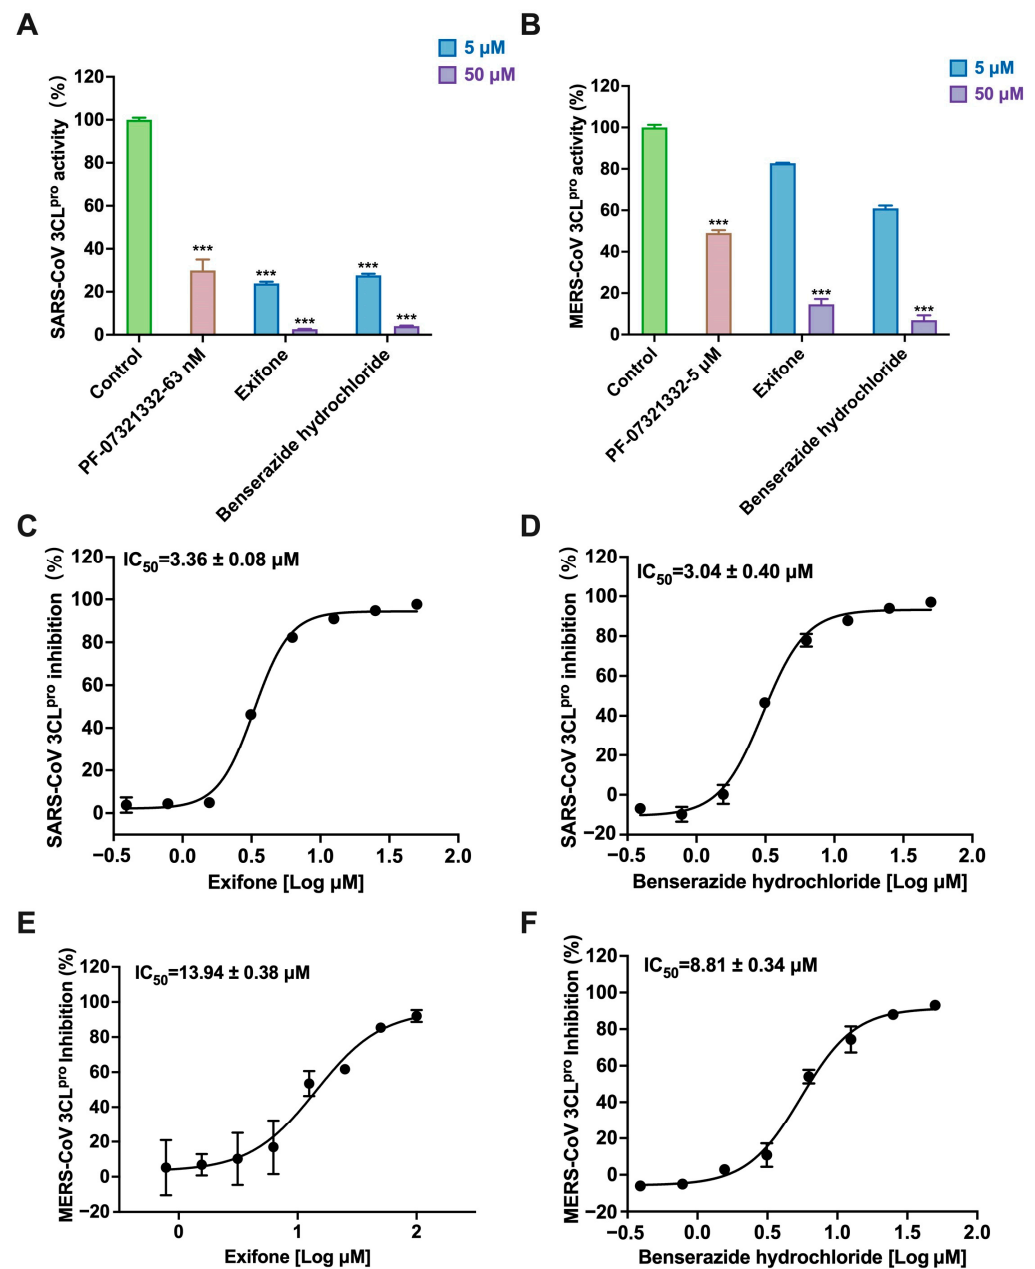 A
5 µM
50 µM
SARS-CoV 3CLpro activity (%)
120
100
80
60
40
20
0
***
***
***
***
***
Control
PF-07321332-63 nM
Exifone
Benserazide hydrochloride
B
5 µM
50 µM
MERS-CoV 3CLpro activity (%)
120
100
80
60
40
20
0
***
***
***
Control
PF-07321332-5 µM
Exifone
Benserazide hydrochloride
C
IC50=3.36 ± 0.08 µM
SARS-CoV 3CLpro inhibition (%)
120
100
80
60
40
20
0
−0.5 0.0 0.5 1.0 1.5 2.0
Exifone [Log µM]
D
IC50=3.04 ± 0.40 µM
SARS-CoV 3CLpro inhibition (%)
120
100
80
60
40
20
0
−20
−0.5 0.0 0.5 1.0 1.5 2.0
Benserazide hydrochloride [Log µM]
E
IC50=13.94 ± 0.38 µM
MERS-CoV 3CLpro Inhibition (%)
120
100
80
60
40
20
0
−20
0 1 2
Exifone [Log µM]
F
IC50=8.81 ± 0.34 µM
MERS-CoV 3CLpro Inhibition (%)
120
100
80
60
40
20
0
−20
−0.5 0.0 0.5 1.0 1.5 2.0
Benserazide hydrochloride [Log µM]